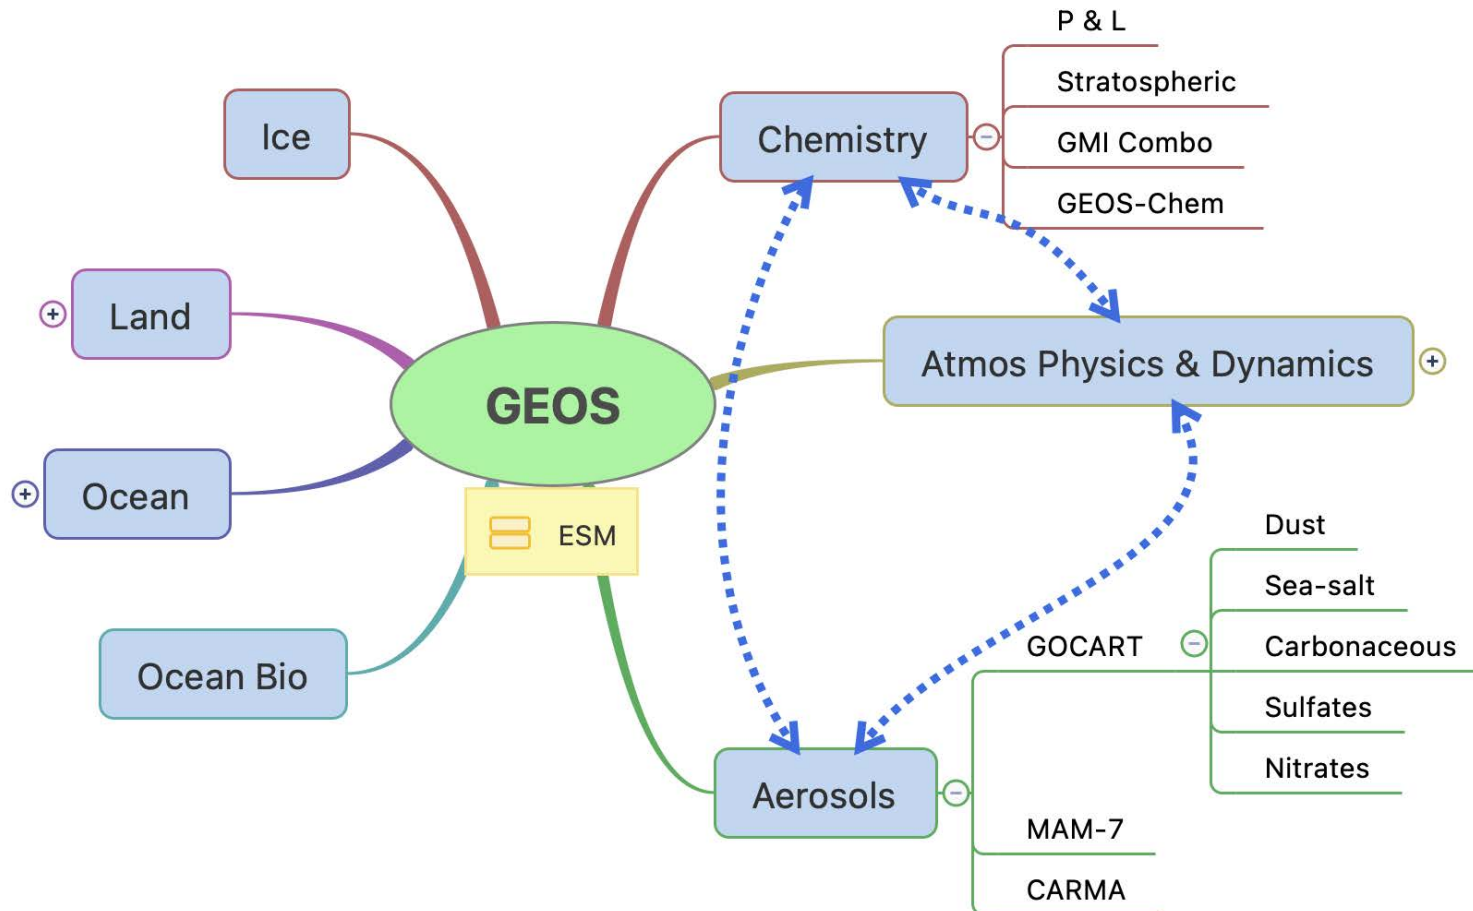 P & L
Stratospheric
GMI Combo
GEOS-Chem
Chemistry
Ice
Land
Atmos Physics & Dynamics
GEOS
Ocean
ESM
Ocean Bio
Dust
Sea-salt
GOCART
Carbonaceous
Sulfates
Nitrates
Aerosols
MAM-7
CARMA